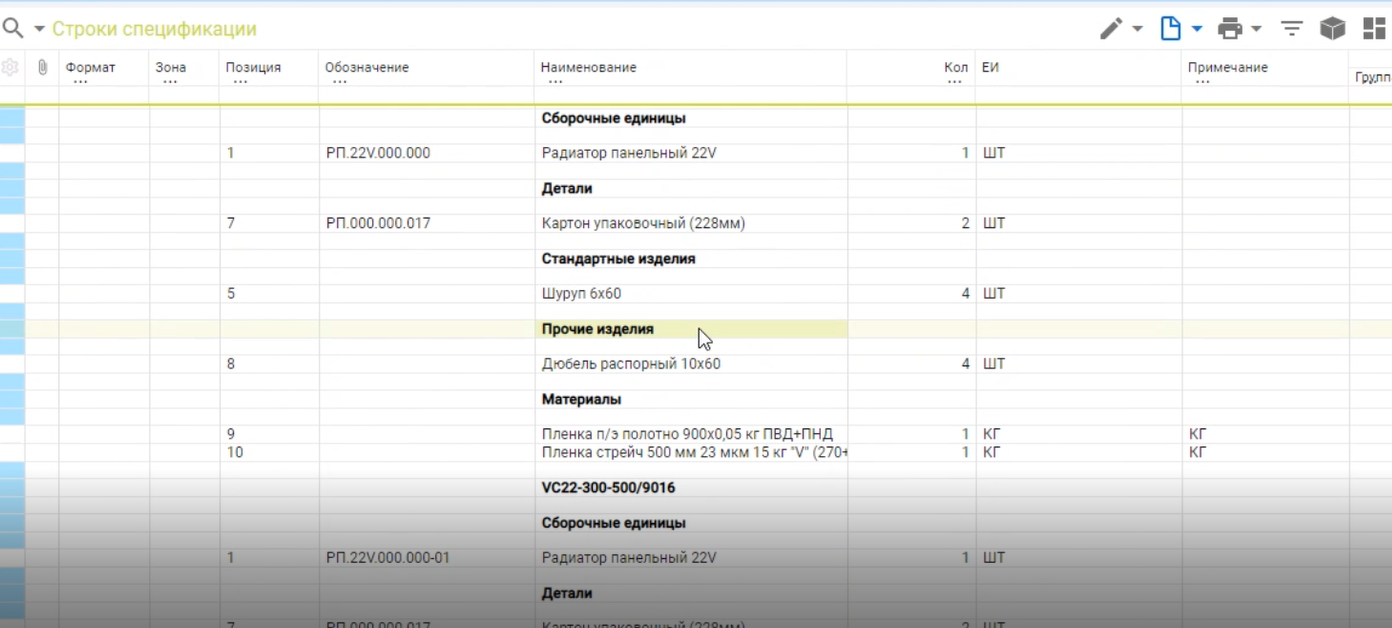 Строки спецификации
Формат Зона Позиция Обозначение Наименование Кол ЕИ Примечание
... ... ... ... ... ... ...
Групп
Сборочные единицы
1 РП.22V.000.000 Радиатор панельный 22V 1 ШТ
Детали
7 РП.000.000.017 Картон упаковочный (228мм) 2 ШТ
Стандартные изделия
5 Шуруп 6х60 4 ШТ
Прочие изделия
8 Дюбель распорный 10х60 4 ШТ
Материалы
9 Пленка п/э полотно 900х0,05 кг ПВД+ПНД 1 КГ КГ
10 Пленка стрейч 500 мм 23 мкм 15 кг "V" (270+ 1 КГ КГ
VC22-300-500/9016
Сборочные единицы
1 РП.22V.000.000-01 Радиатор панельный 22V 1 ШТ
Детали
7 РП.000.000.017 Картон упаковочный (228мм) 2 ШТ